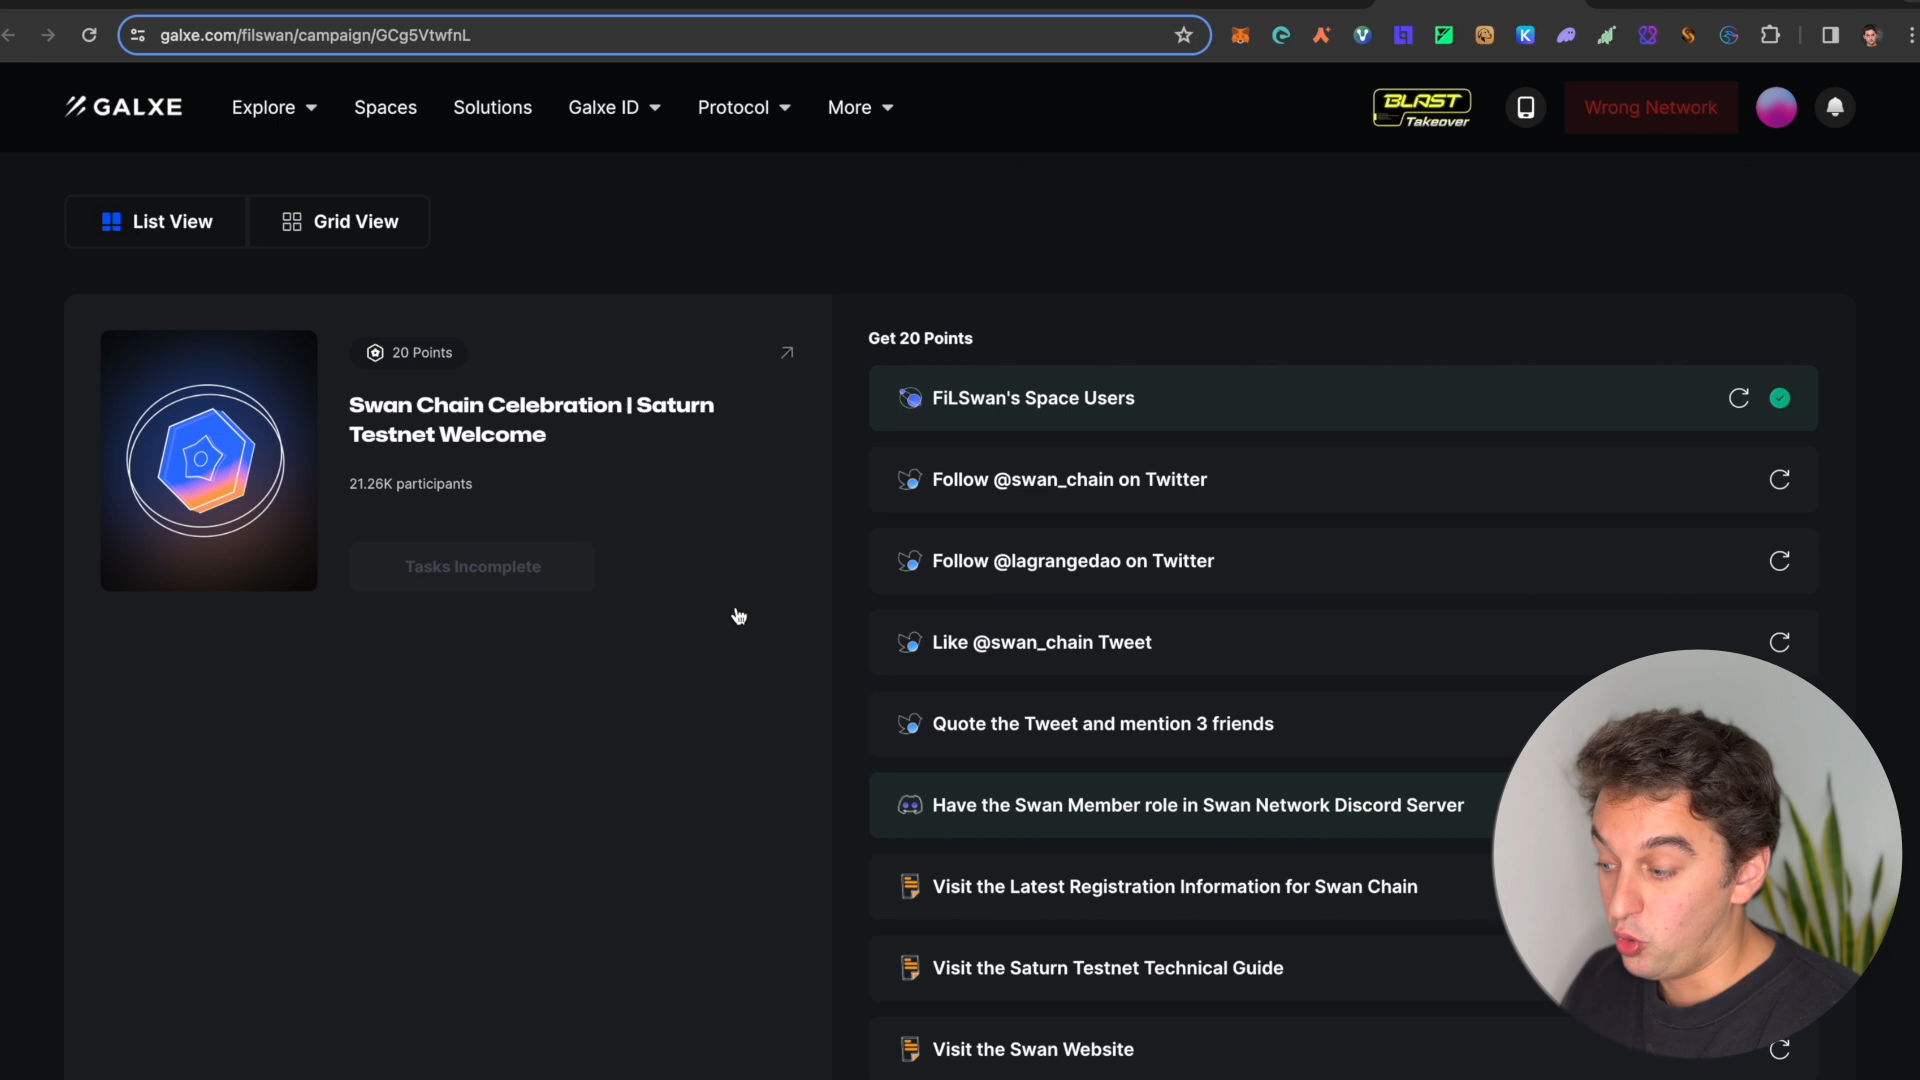 galxe.com/filswan/campaign/GCg5VtwfnL
GALXE
Explore
Spaces
Solutions
Galxe ID
Protocol
More
BLAST
Takeover
Wrong Network
List View
Grid View
20 Points
Swan Chain Celebration | Saturn
Testnet Welcome
21.26K participants
Tasks Incomplete
Get 20 Points
FiLSwan's Space Users
Follow @swan_chain on Twitter
Follow @lagrangedao on Twitter
Like @swan_chain Tweet
Quote the Tweet and mention 3 friends
Have the Swan Member role in Swan Network Discord Server
Visit the Latest Registration Information for Swan Chain
Visit the Saturn Testnet Technical Guide
Visit the Swan Website